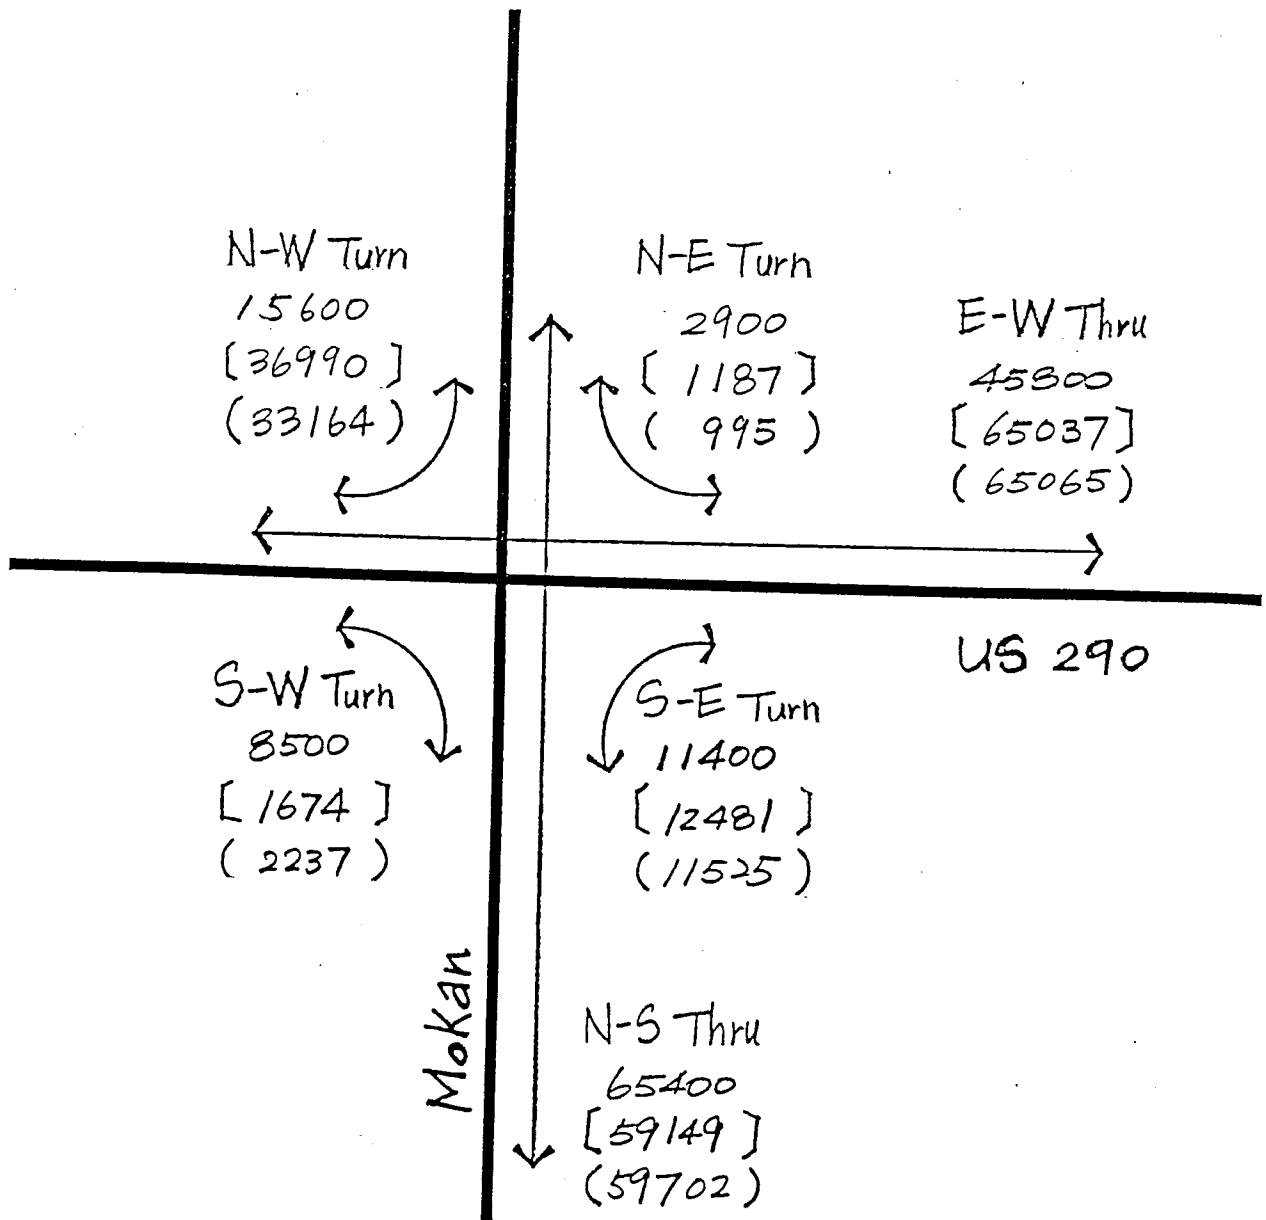 N-W Turn
15600
[36990]
(33164)
N-E Turn
2900
[1187]
(995)
E-W Thru
45300
[65037]
(65065)
US 290
S-W Turn
8500
[1674]
(2237)
S-E Turn
11400
[12481]
(11525)
Mokan
N-S Thru
65400
[59149]
(59702)